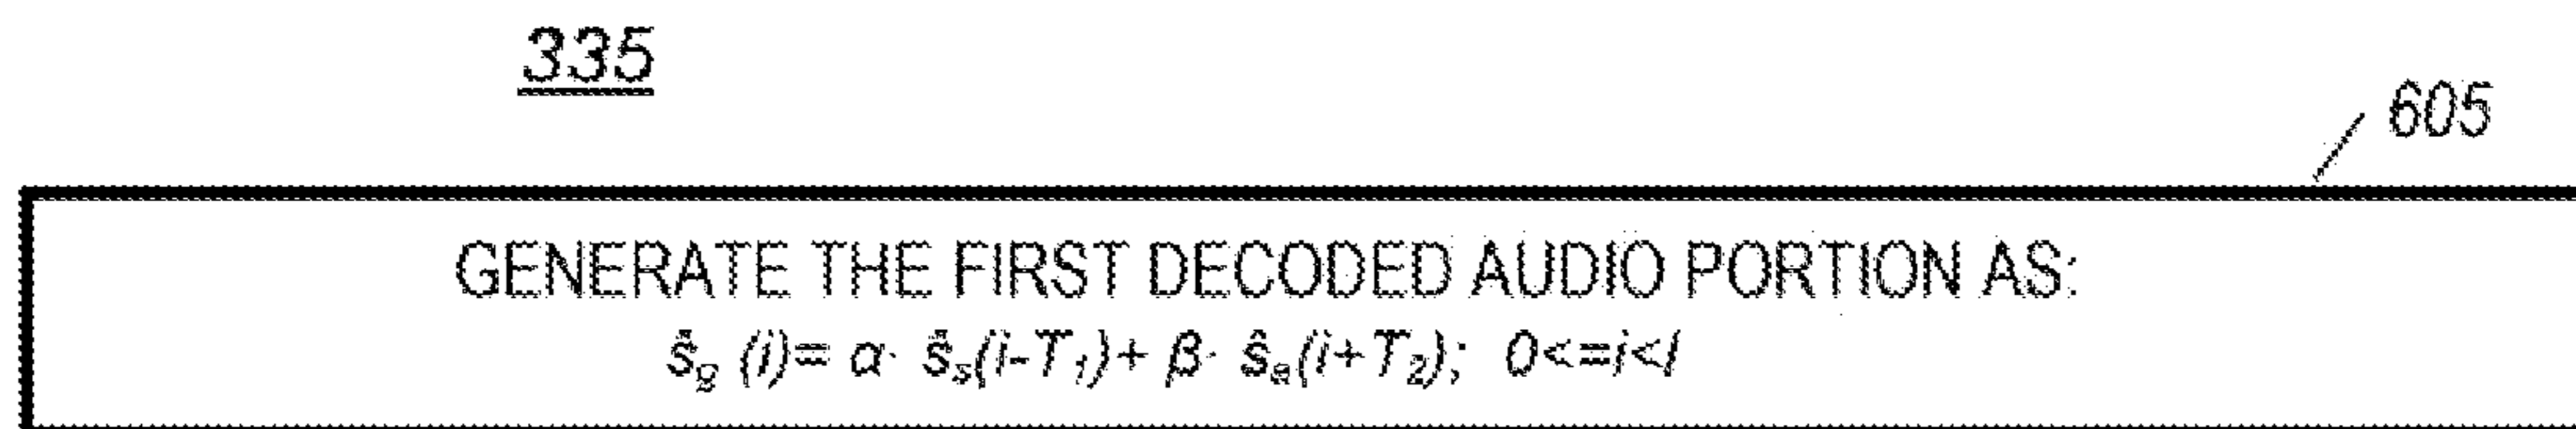 335
605
GENERATE THE FIRST DECODED AUDIO PORTION AS:
ŝg (i)= α· ŝs(i-T1)+ β· ŝa(i+T2); 0<=i<l